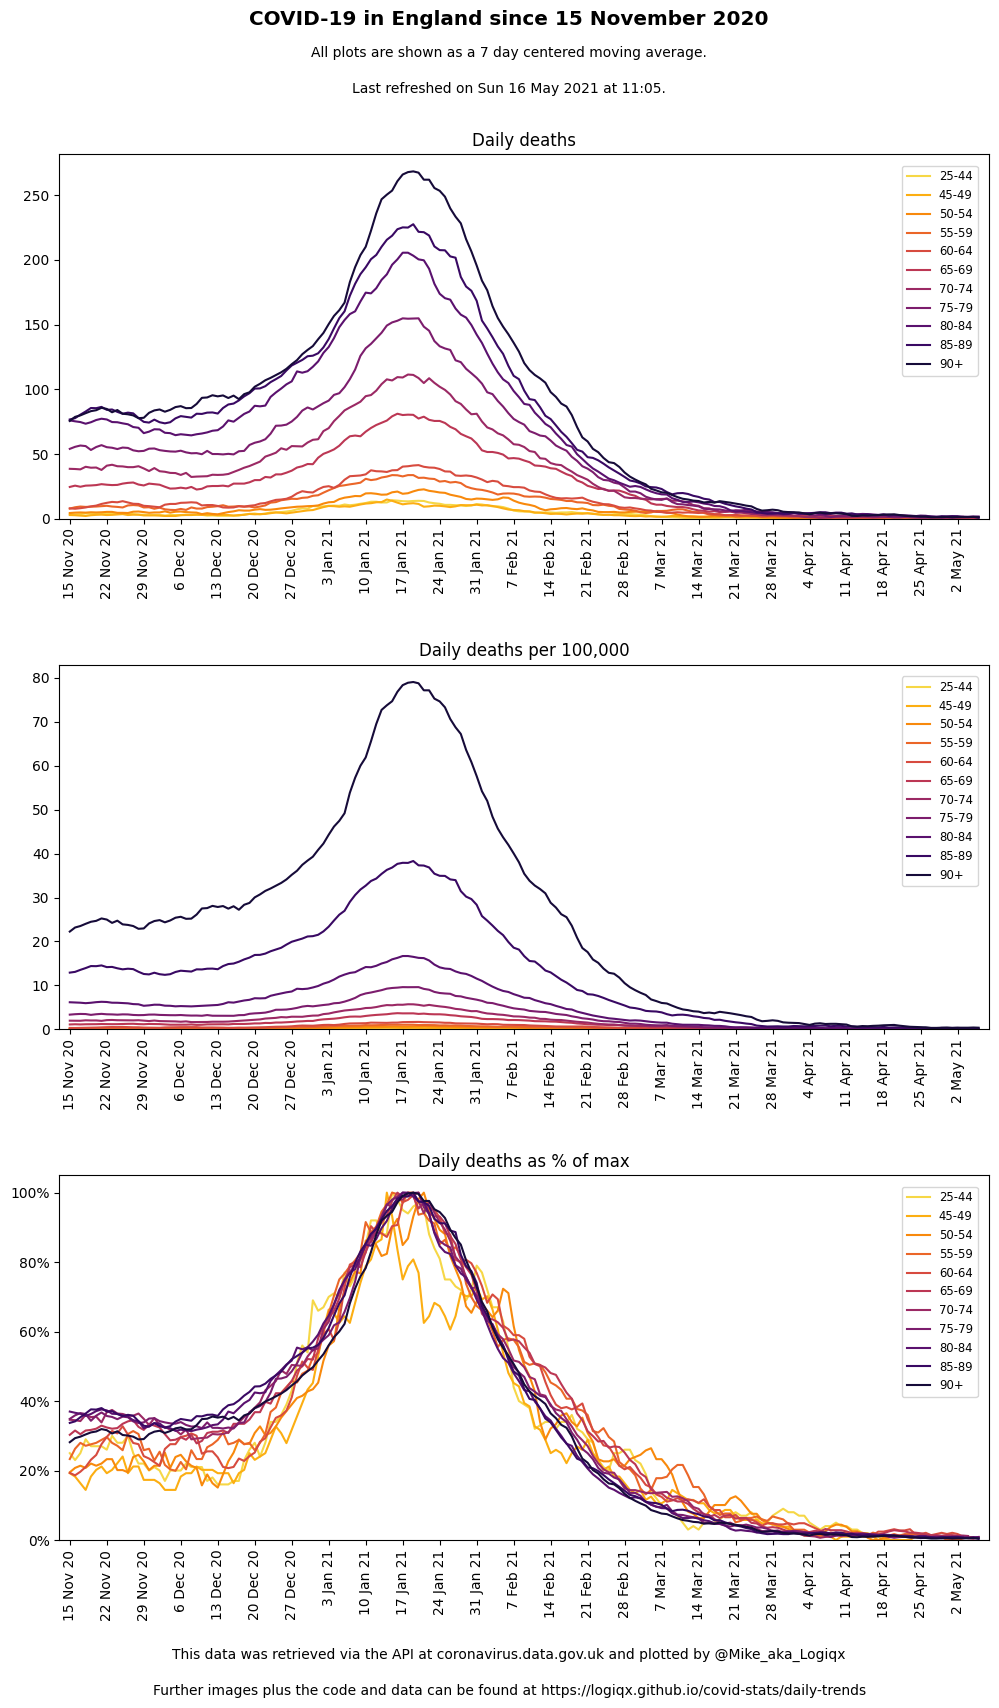 COVID-19 in England since 15 November 2020
All plots are shown as a 7 day centered moving average.
Last refreshed on Sun 16 May 2021 at 11:05.
Daily deaths
250
200
150
100
50
0
25-44
45-49
50-54
55-59
60-64
65-69
70-74
75-79
80-84
85-89
90+
15 Nov 20
22 Nov 20
29 Nov 20
6 Dec 20
13 Dec 20
20 Dec 20
27 Dec 20
3 Jan 21
10 Jan 21
17 Jan 21
24 Jan 21
31 Jan 21
7 Feb 21
14 Feb 21
21 Feb 21
28 Feb 21
7 Mar 21
14 Mar 21
21 Mar 21
28 Mar 21
4 Apr 21
11 Apr 21
18 Apr 21
25 Apr 21
2 May 21
Daily deaths per 100,000
80
70
60
50
40
30
20
10
0
25-44
45-49
50-54
55-59
60-64
65-69
70-74
75-79
80-84
85-89
90+
15 Nov 20
22 Nov 20
29 Nov 20
6 Dec 20
13 Dec 20
20 Dec 20
27 Dec 20
3 Jan 21
10 Jan 21
17 Jan 21
24 Jan 21
31 Jan 21
7 Feb 21
14 Feb 21
21 Feb 21
28 Feb 21
7 Mar 21
14 Mar 21
21 Mar 21
28 Mar 21
4 Apr 21
11 Apr 21
18 Apr 21
25 Apr 21
2 May 21
Daily deaths as % of max
100%
80%
60%
40%
20%
0%
25-44
45-49
50-54
55-59
60-64
65-69
70-74
75-79
80-84
85-89
90+
15 Nov 20
22 Nov 20
29 Nov 20
6 Dec 20
13 Dec 20
20 Dec 20
27 Dec 20
3 Jan 21
10 Jan 21
17 Jan 21
24 Jan 21
31 Jan 21
7 Feb 21
14 Feb 21
21 Feb 21
28 Feb 21
7 Mar 21
14 Mar 21
21 Mar 21
28 Mar 21
4 Apr 21
11 Apr 21
18 Apr 21
25 Apr 21
2 May 21
This data was retrieved via the API at coronavirus.data.gov.uk and plotted by @Mike_aka_Logiqx
Further images plus the code and data can be found at https://logiqx.github.io/covid-stats/daily-trends